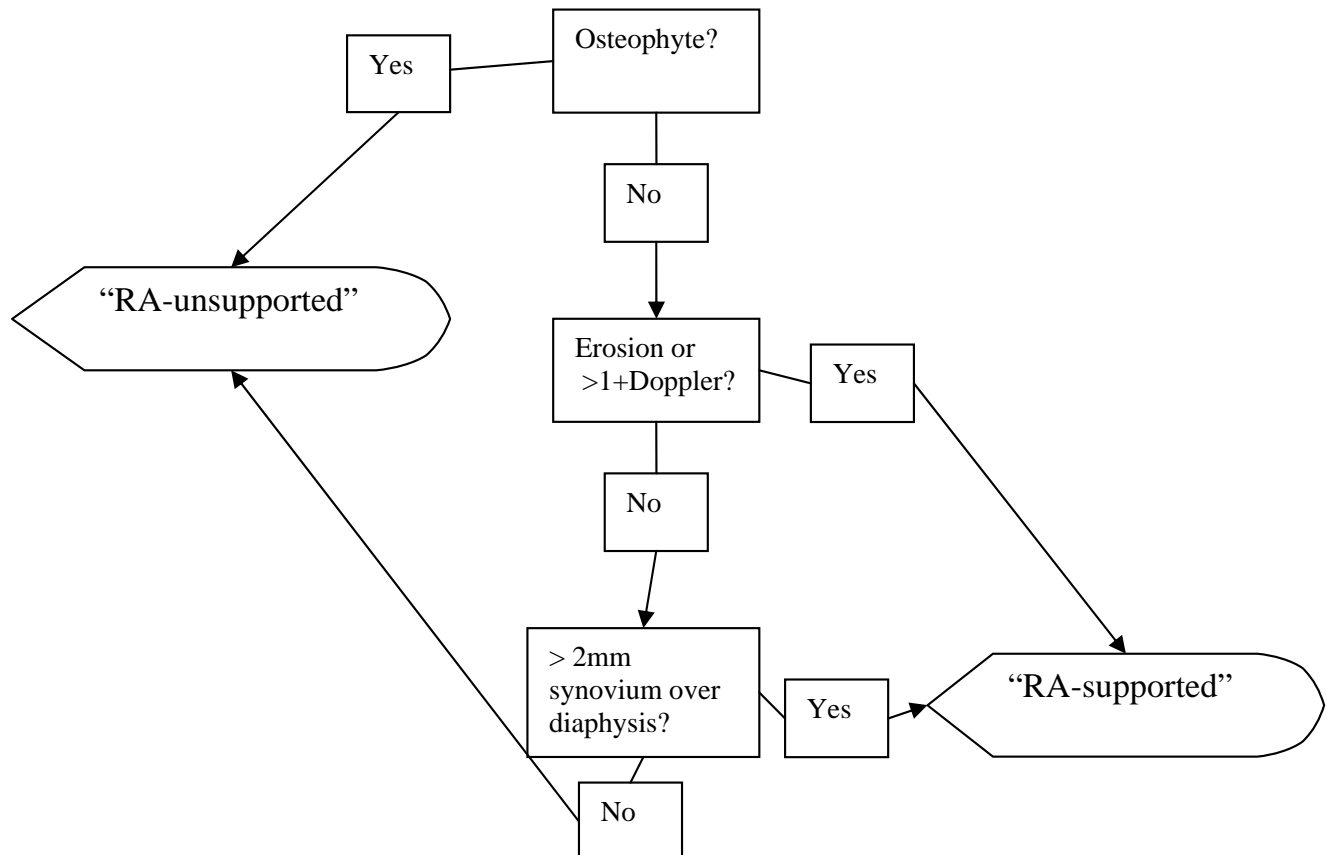 Osteophyte?
Yes
No
“RA-unsupported”
Erosion or
>1+Doppler?
Yes
No
> 2mm
synovium over
diaphysis?
Yes
“RA-supported”
No